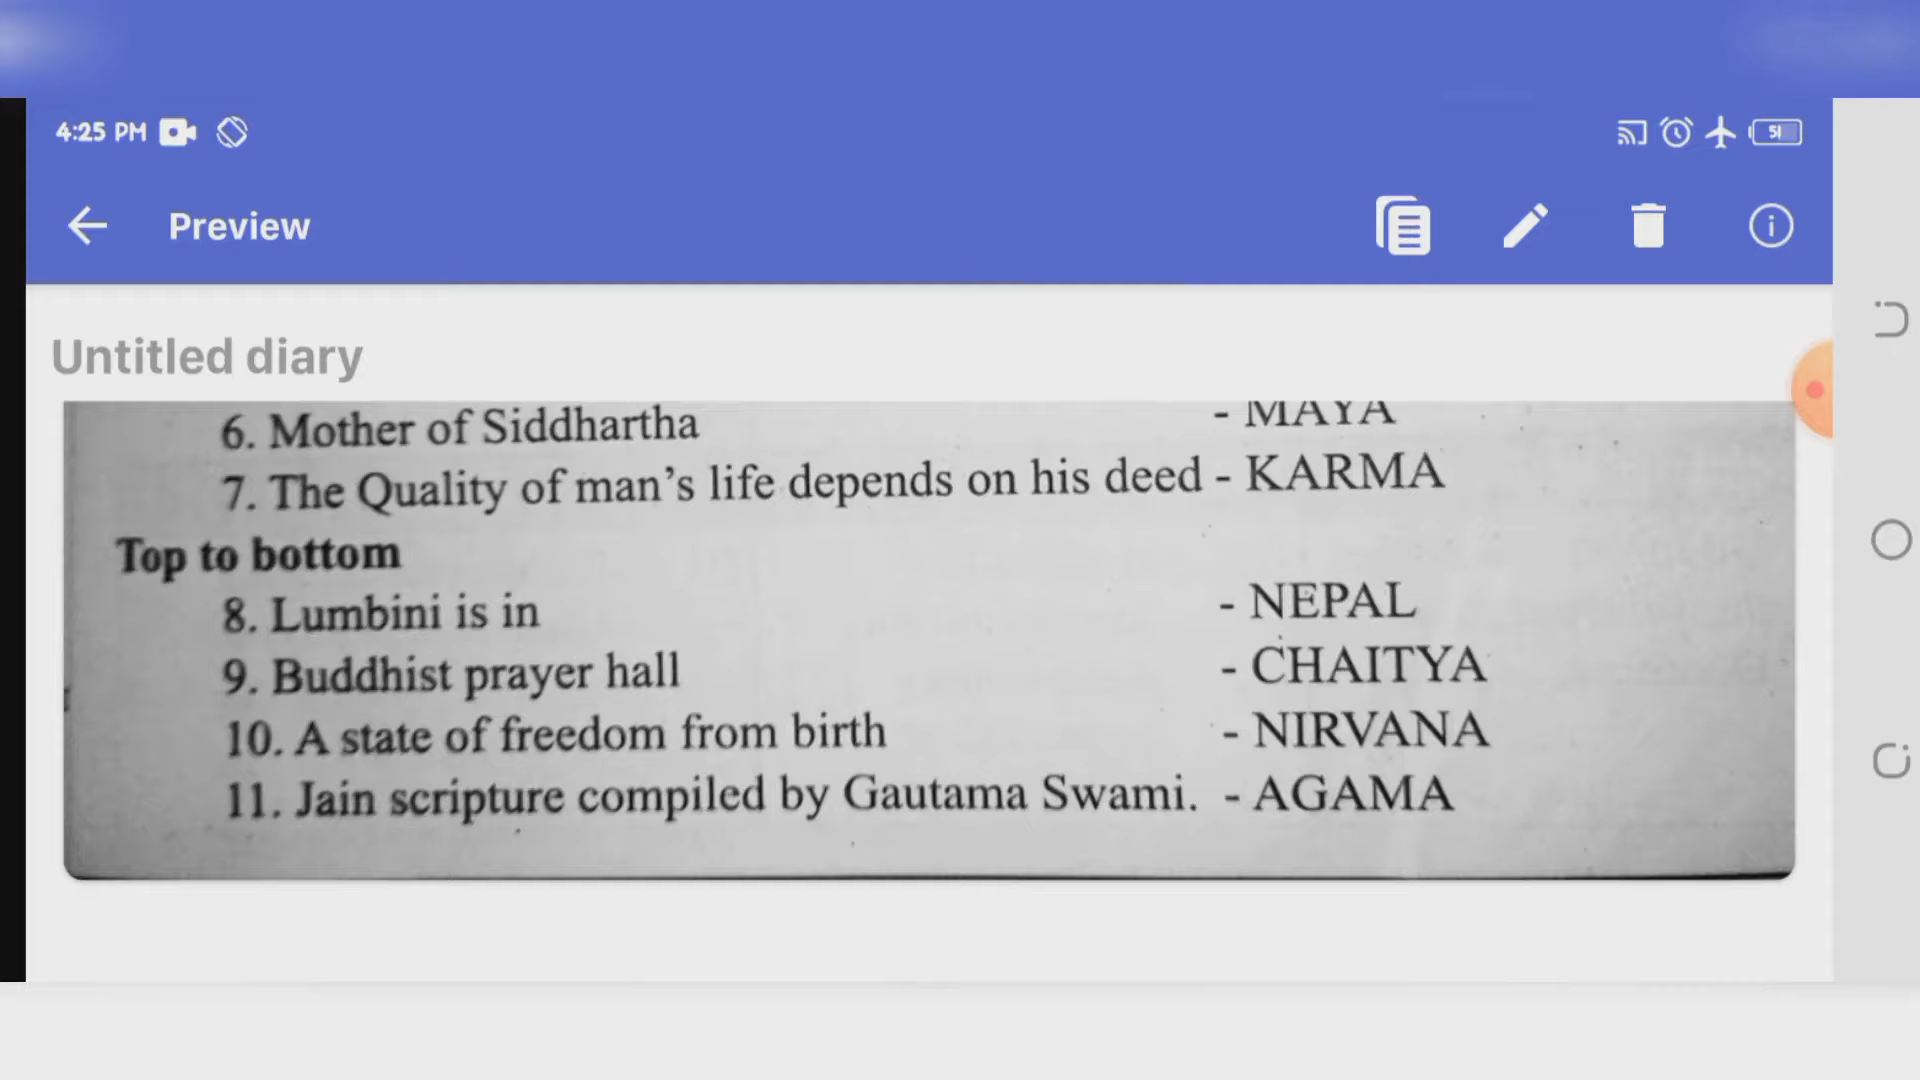 4:25 PM
51
Preview
Untitled diary
6. Mother of Siddhartha - MAYA
7. The Quality of man's life depends on his deed - KARMA
Top to bottom
8. Lumbini is in - NEPAL
9. Buddhist prayer hall - CHAITYA
10. A state of freedom from birth - NIRVANA
11. Jain scripture compiled by Gautama Swami. - AGAMA